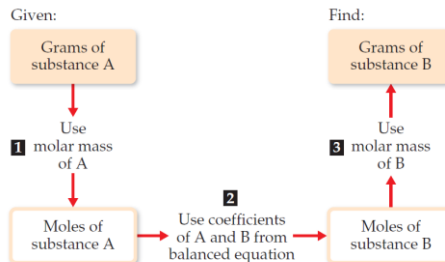 Given:
Find:
Grams of
substance A
Grams of
substance B
1
Use
molar mass
of A
3
Use
molar mass
of B
2
Use coefficients
of A and B from
balanced equation
Moles of
substance A
Moles of
substance B